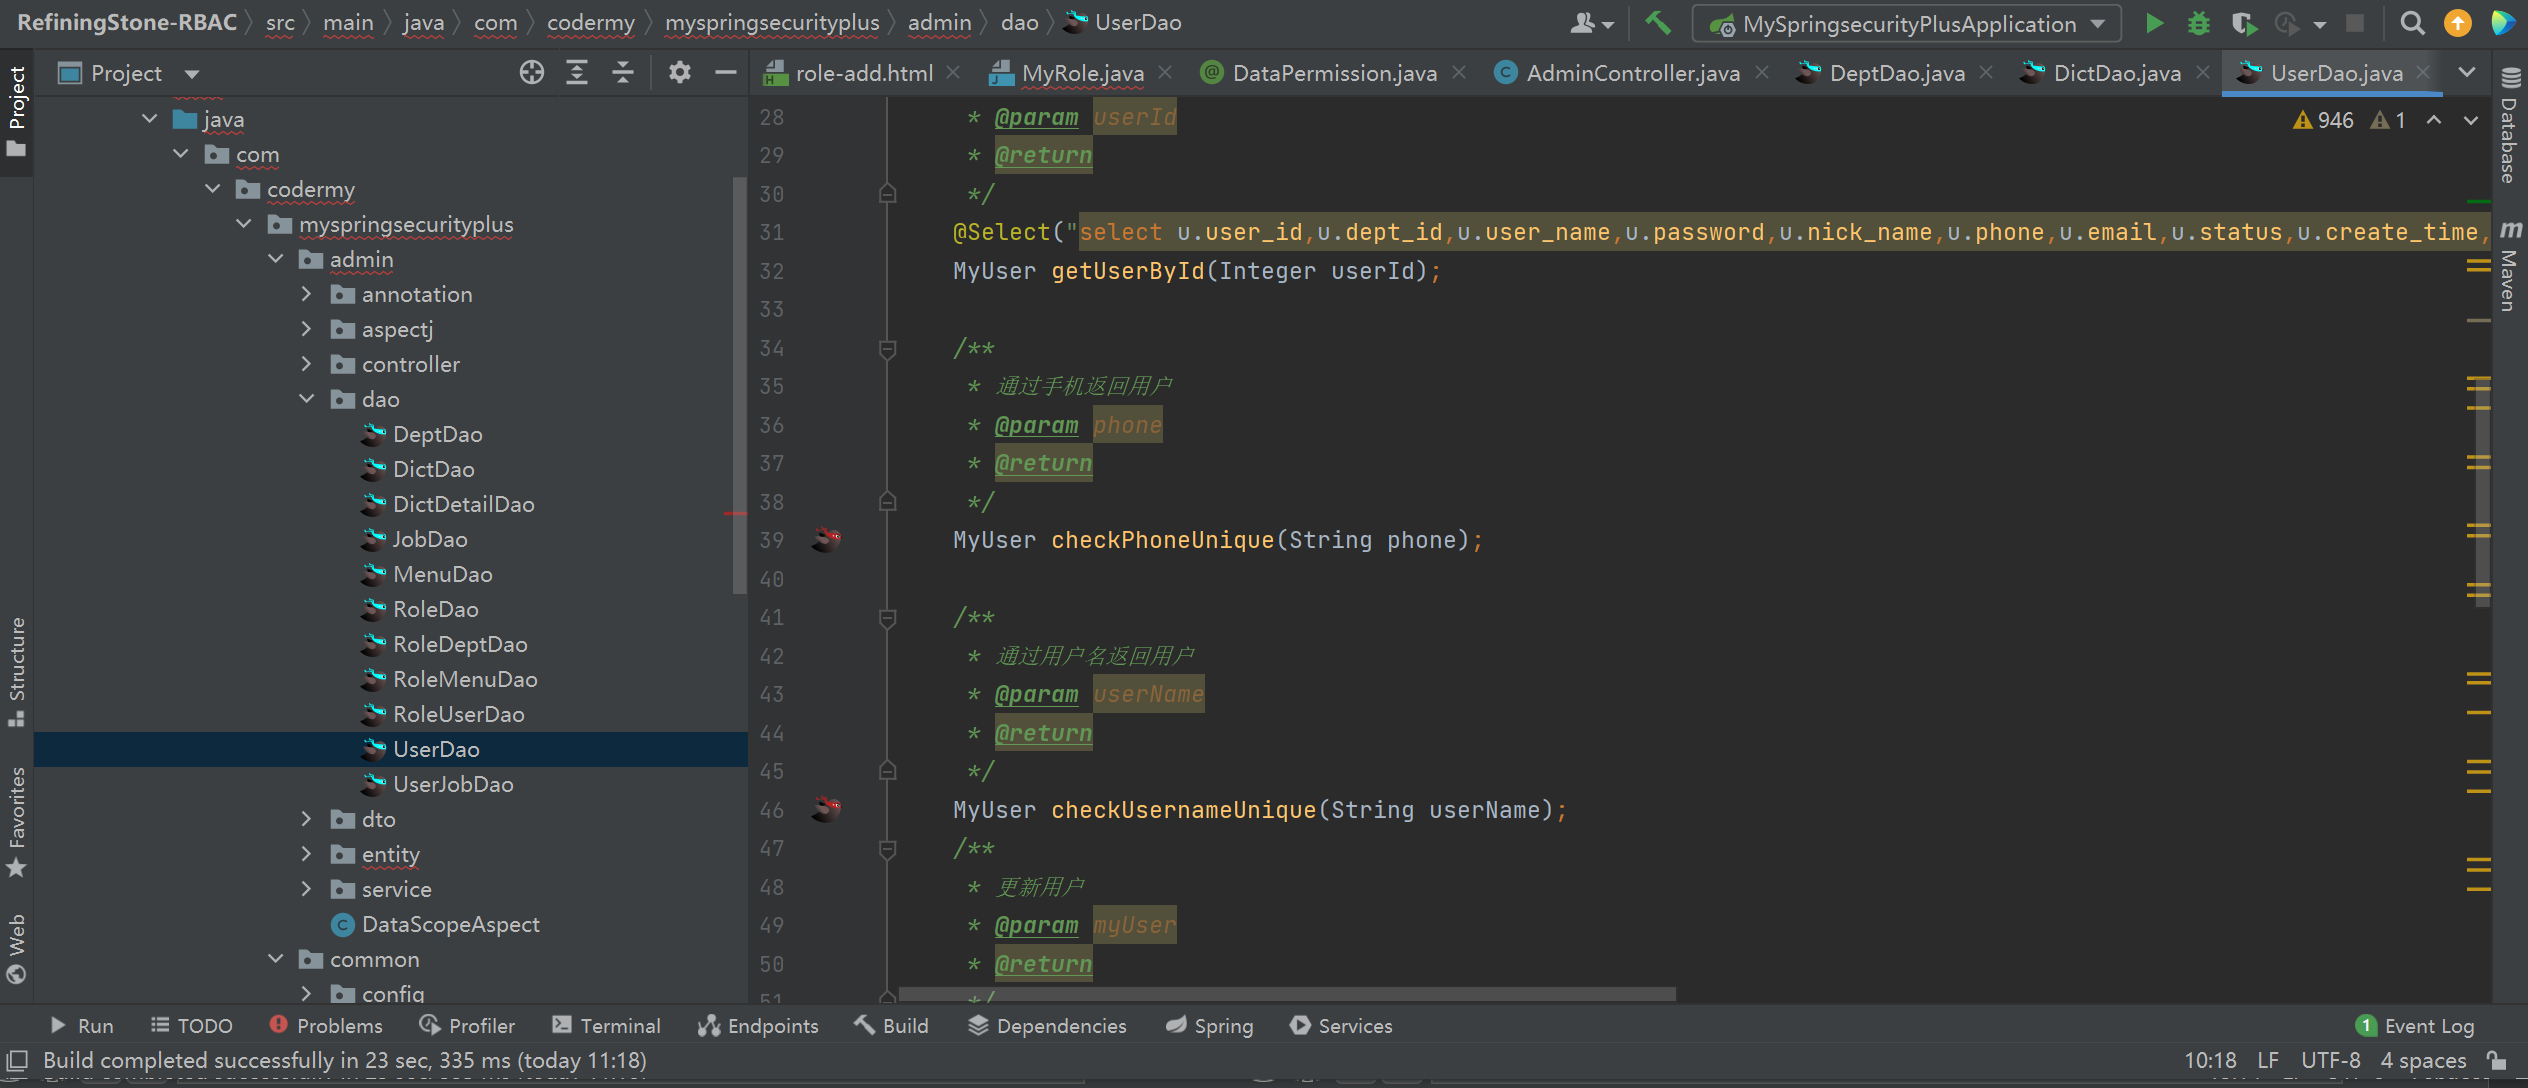 RefiningStone-RBAC src main java com codermy myspringsecurityplus admin dao UserDao MySpringsecurityPlusApplication
Project
role-add.html MyRole.java DataPermission.java AdminController.java DeptDao.java DictDao.java UserDao.java
Project
Structure
Favorites
Web
java
com
codermy
myspringsecurityplus
admin
annotation
aspectj
controller
dao
DeptDao
DictDao
DictDetailDao
JobDao
MenuDao
RoleDao
RoleDeptDao
RoleMenuDao
RoleUserDao
UserDao
UserJobDao
dto
entity
service
DataScopeAspect
common
config
946 1
28 * @param userId
29 * @return
30 */
31 @Select("select u.user_id,u.dept_id,u.user_name,u.password,u.nick_name,u.phone,u.email,u.status,u.create_time,
32 MyUser getUserById(Integer userId);
33
34 /**
35 * 通过手机返回用户
36 * @param phone
37 * @return
38 */
39 MyUser checkPhoneUnique(String phone);
40
41 /**
42 * 通过用户名返回用户
43 * @param userName
44 * @return
45 */
46 MyUser checkUsernameUnique(String userName);
47 /**
48 * 更新用户
49 * @param myUser
50 * @return
51 */
Database
m Maven
Run TODO Problems Profiler Terminal Endpoints Build Dependencies Spring Services 1 Event Log
Build completed successfully in 23 sec, 335 ms (today 11:18) 10:18 LF UTF-8 4 spaces